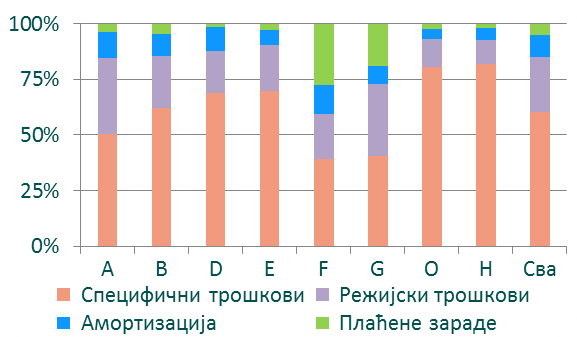 100%
75%
50%
25%
0%
A B D E F G O H Сва
Специфични трошкови Режијски трошкови
Амортизација Плаћене зараде